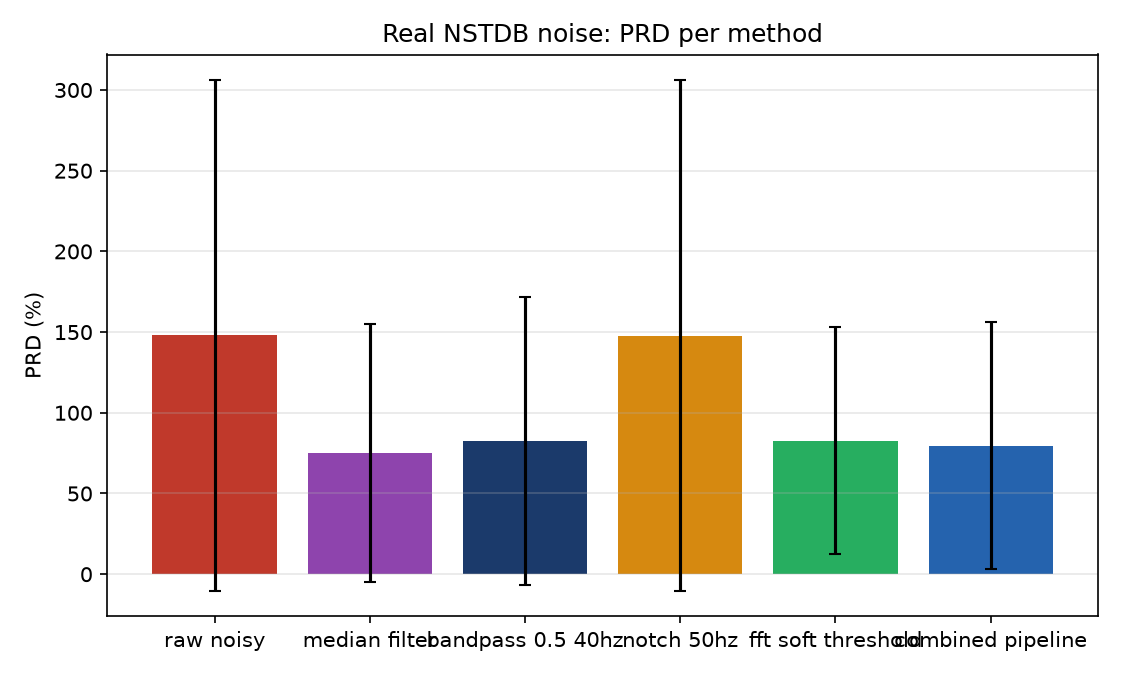 Real NSTDB noise: PRD per method
PRD (%)
300
250
200
150
100
50
0
raw noisy median filter bandpass 0.5 40hz notch 50hz fft soft threshold combined pipeline